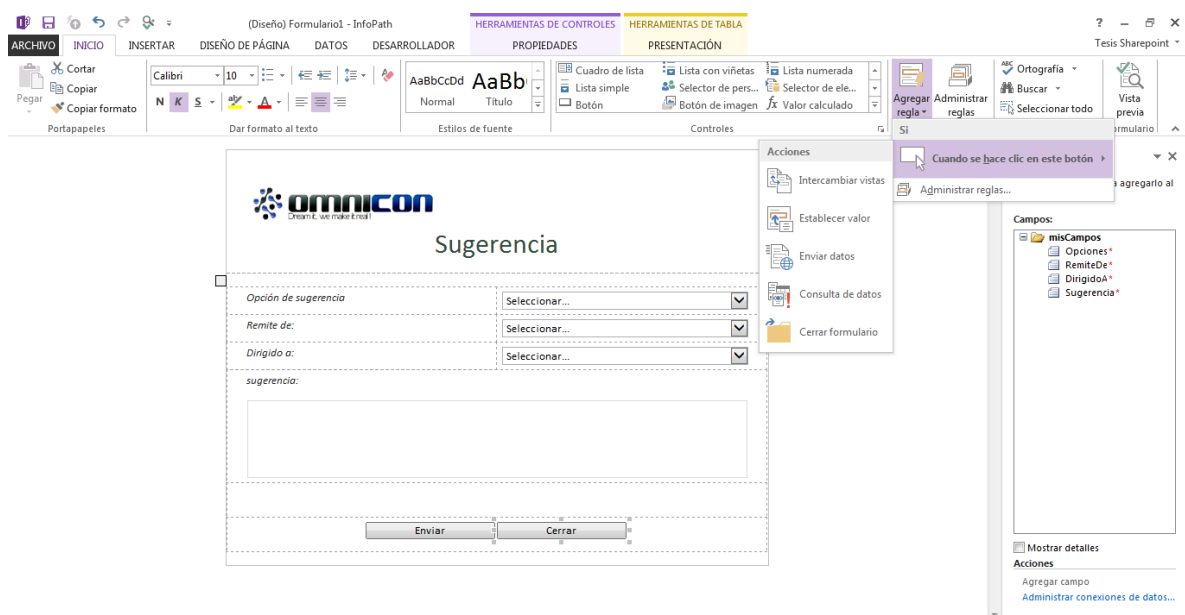 (Diseño) Formulario1 - InfoPath
HERRAMIENTAS DE CONTROLES
HERRAMIENTAS DE TABLA
?
ARCHIVO INICIO INSERTAR DISEÑO DE PÁGINA DATOS DESARROLLADOR PROPIEDADES PRESENTACIÓN
Tesis Sharepoint
Pegar
Cortar
Copiar
Copiar formato
Portapapeles
Calibri 10
N K S aby A
Dar formato al texto
AaBbCcDd AaBb
Normal Título
Estilos de fuente
Cuadro de lista
Lista simple
Botón
Lista con viñetas
Selector de pers...
Botón de imagen
Lista numerada
Selector de ele...
fx Valor calculado
Controles
Agregar regla
Administrar reglas
ABC Ortografía
Buscar
Seleccionar todo
Vista previa
ormulario
Si
Cuando se hace clic en este botón
Administrar reglas...
Acciones
Intercambiar vistas
Establecer valor
Enviar datos
Consulta de datos
Cerrar formulario
a agregarlo al
Campos:
misCampos
Opciones*
RemiteDe*
DirigidoA*
Sugerencia*
Mostrar detalles
Acciones
Agregar campo
Administrar conexiones de datos...
OMNICON
Dream it, we make it real!
Sugerencia
Opción de sugerencia Seleccionar...
Remite de: Seleccionar...
Dirigido a: Seleccionar...
sugerencia:
Enviar Cerrar